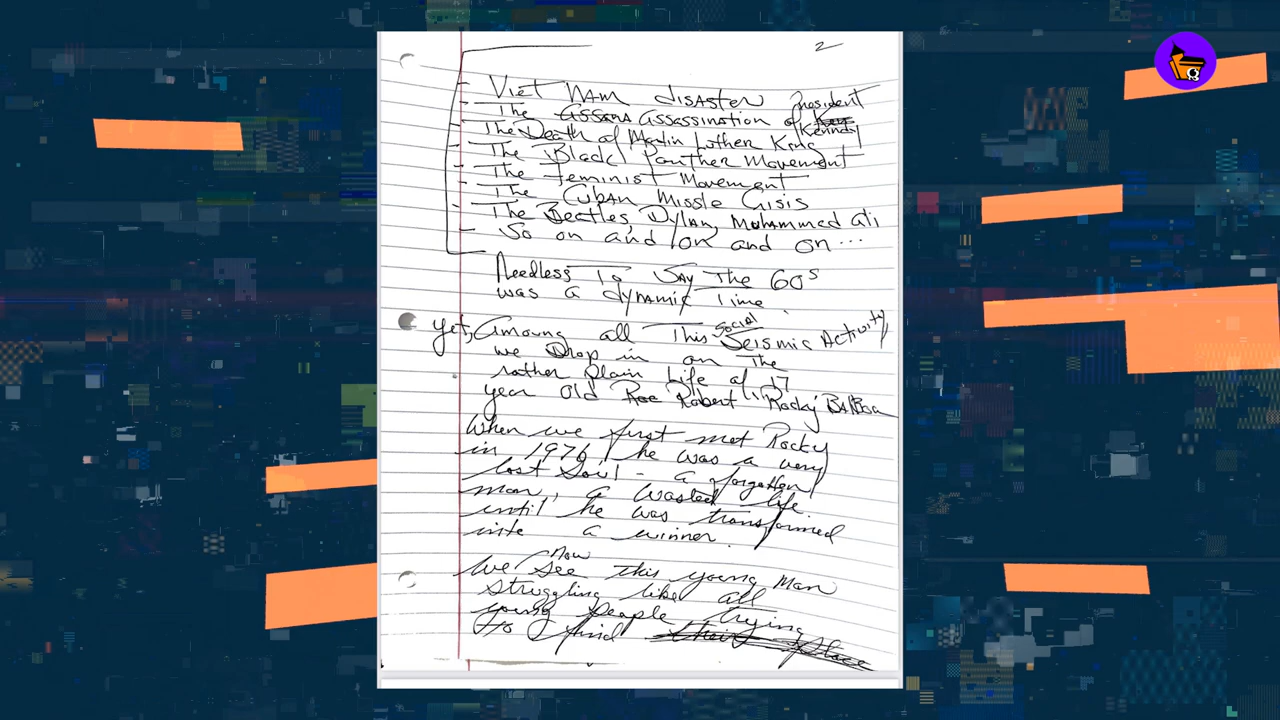 2
Viet NAM disaster
The Assassination of President Kennedy
The Death of Martin Luther King
The Black Panther Movement
The Feminist Movement
The Cuban Missle Crisis
The Beatles, Dylan, Muhammed Ali
So on and on and on...
Needless to say the 60s
was a dynamic Time.
yet, Amoung all This Social Seismic Activity
we Drop in on The
rather plain life of 17
year old Robert "Rocky" Balboa
When we first met Rocky
in 1976, he was a very
lost soul - a forgotten
man, a wasted life
until he was transformed
into a winner.
We Now See this young Man
struggling like all
young people trying
to find their place